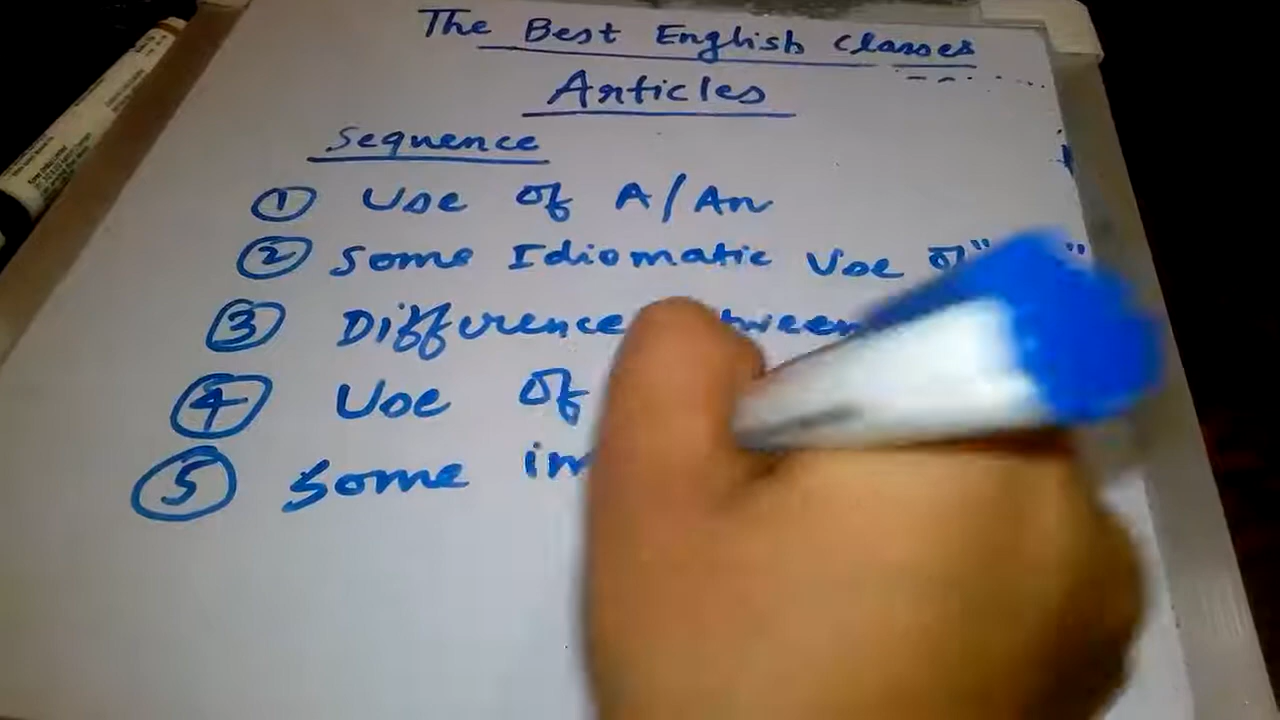 The Best English Classes
Articles
Sequence
① Use of A/An
② Some Idiomatic Use of "
③ Difference
④ Use of
⑤ Some